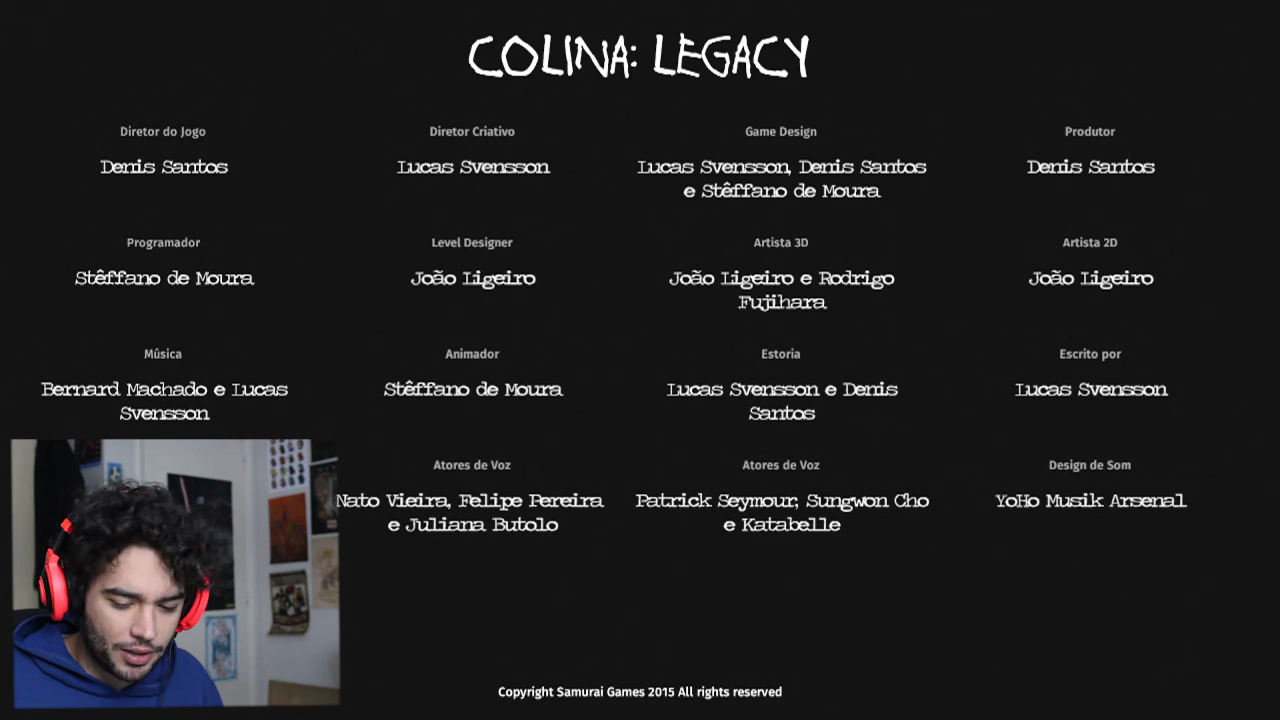 COLINA: LEGACY
Diretor do Jogo
Denis Santos
Diretor Criativo
Lucas Svensson
Game Design
Lucas Svensson, Denis Santos
e Stêffano de Moura
Produtor
Denis Santos
Programador
Stêffano de Moura
Level Designer
João Ligeiro
Artista 3D
João Ligeiro e Rodrigo
Fujihara
Artista 2D
João Ligeiro
Música
Bernard Machado e Lucas
Svensson
Animador
Stêffano de Moura
Estoria
Lucas Svensson e Denis
Santos
Escrito por
Lucas Svensson
Atores de Voz
Nato Vieira, Felipe Pereira
e Juliana Butolo
Atores de Voz
Patrick Seymour, Sungwon Cho
e Katabelle
Design de Som
YoHo Musik Arsenal
Copyright Samurai Games 2015 All rights reserved